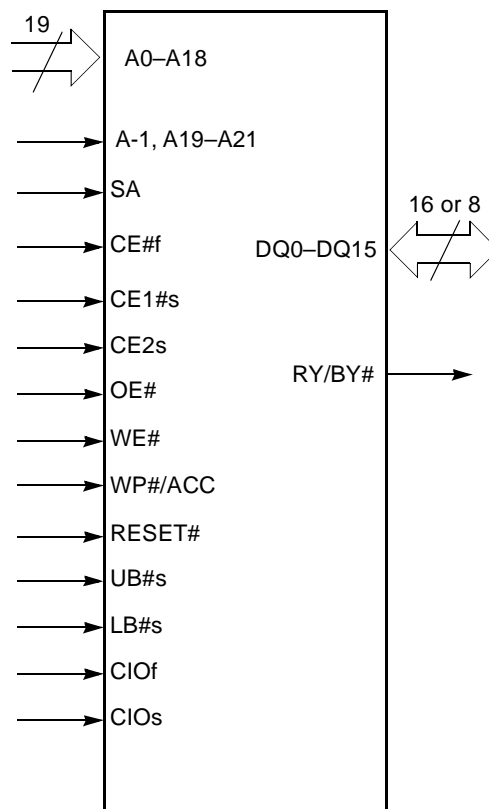 19
A0–A18
A-1, A19–A21
SA
16 or 8
CE#f
DQ0–DQ15
CE1#s
CE2s
RY/BY#
OE#
WE#
WP#/ACC
RESET#
UB#s
LB#s
CIOf
CIOs